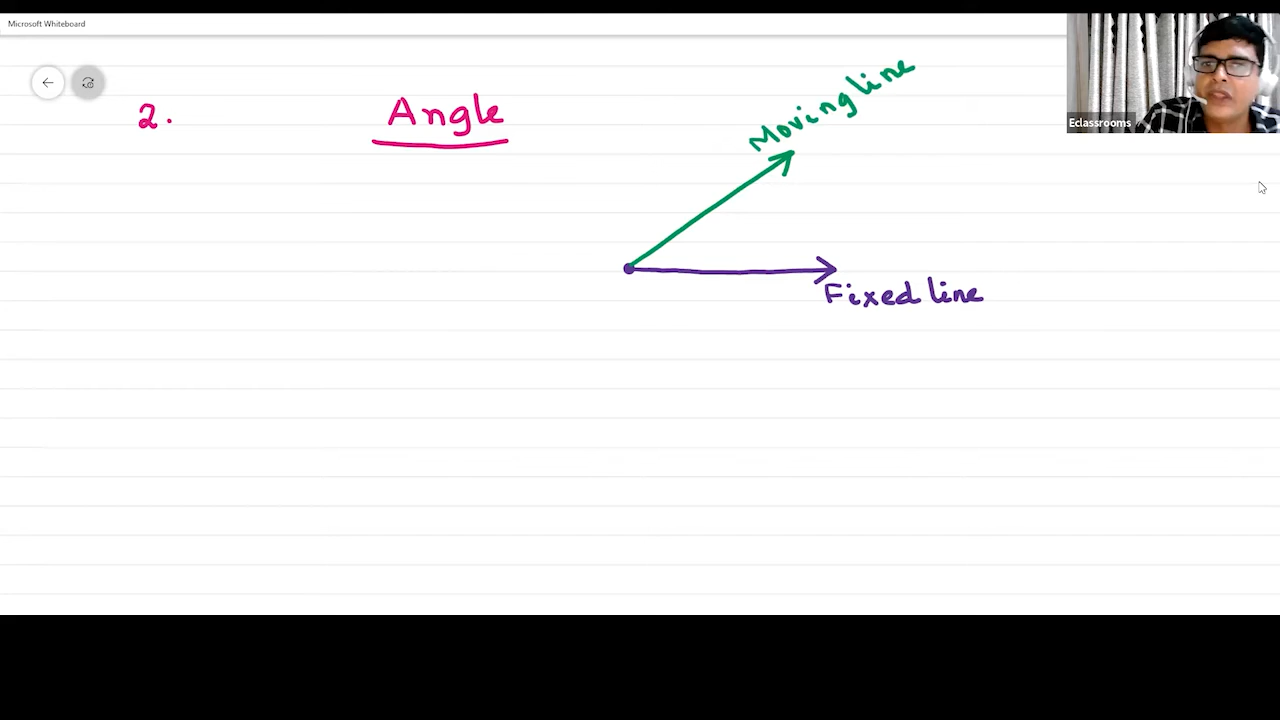 Microsoft Whiteboard
2. Angle
Moving line
Fixed line
Eclassrooms